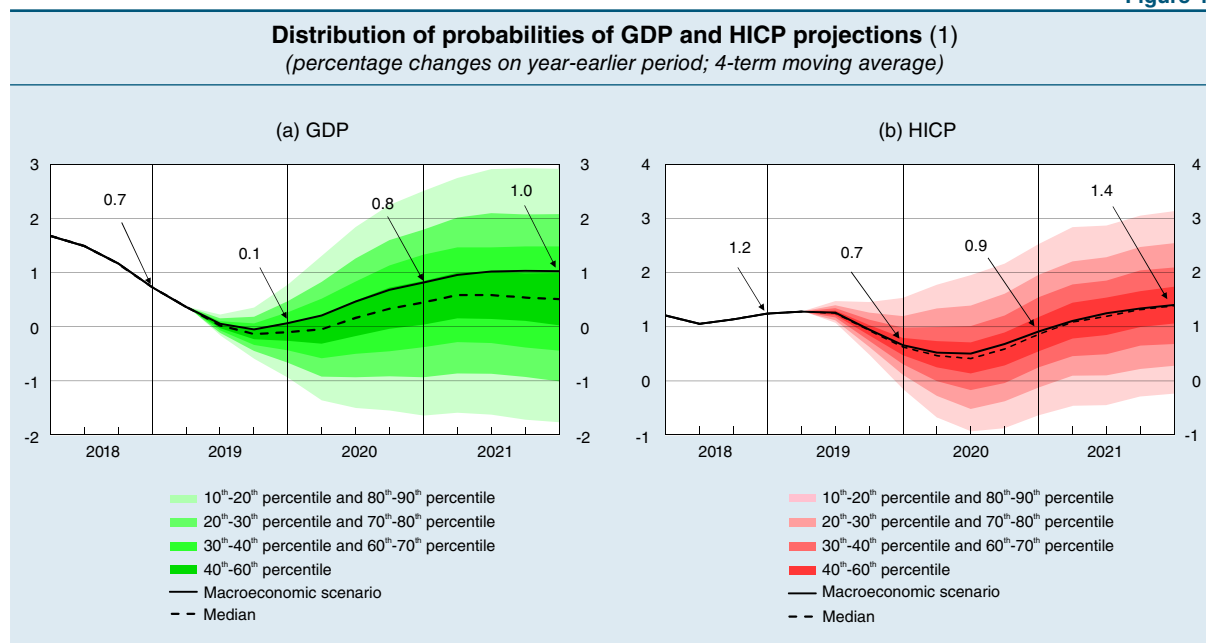 Distribution of probabilities of GDP and HICP projections (1)
(percentage changes on year-earlier period; 4-term moving average)
(a) GDP
(b) HICP
3 3 4 4
0.7 0.8 1.0 1.2 0.7 0.9 1.4
2 2 3 3
0.1
1 1 2 2
0 0 1 1
-1 -1 0 0
-2 -2 -1 -1
2018 2019 2020 2021 2018 2019 2020 2021
10th-20th percentile and 80th-90th percentile
20th-30th percentile and 70th-80th percentile
30th-40th percentile and 60th-70th percentile
40th-60th percentile
Macroeconomic scenario
Median
10th-20th percentile and 80th-90th percentile
20th-30th percentile and 70th-80th percentile
30th-40th percentile and 60th-70th percentile
40th-60th percentile
Macroeconomic scenario
Median